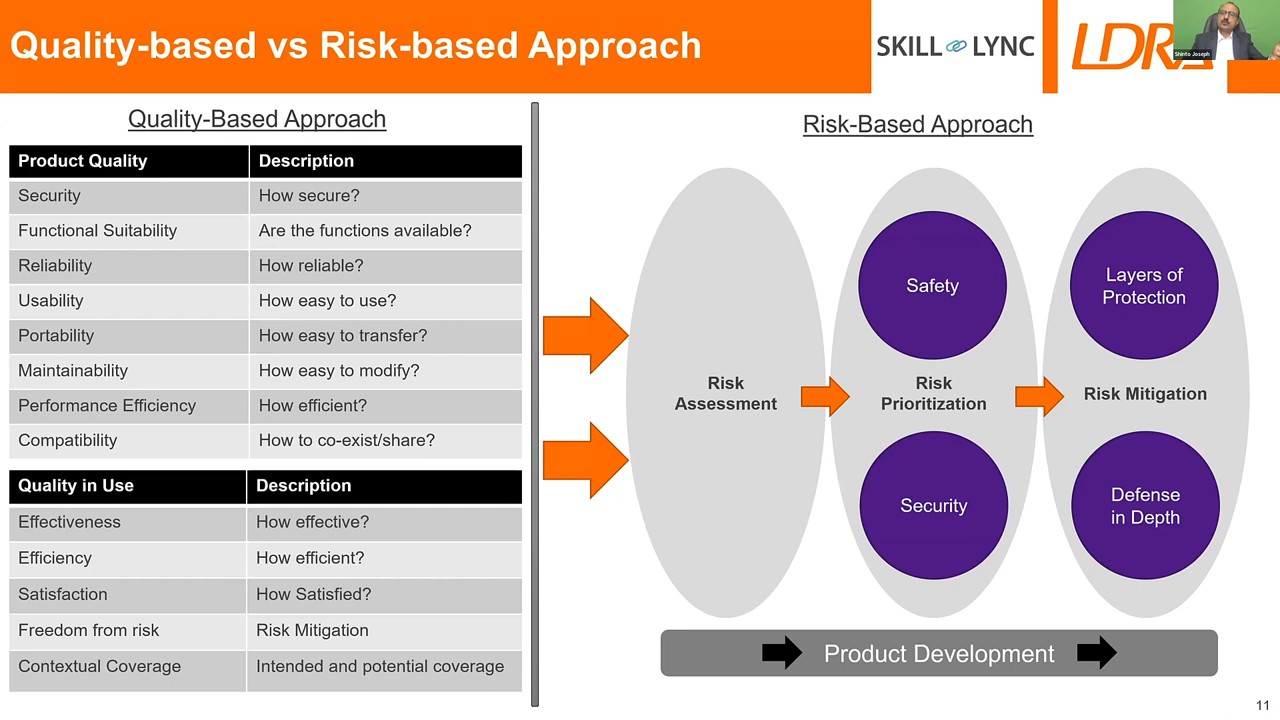 Quality-based vs Risk-based Approach
SKILL LYNC
LDRA
Shinto Joseph
Quality-Based Approach
Product Quality Description
Security How secure?
Functional Suitability Are the functions available?
Reliability How reliable?
Usability How easy to use?
Portability How easy to transfer?
Maintainability How easy to modify?
Performance Efficiency How efficient?
Compatibility How to co-exist/share?
Quality in Use Description
Effectiveness How effective?
Efficiency How efficient?
Satisfaction How Satisfied?
Freedom from risk Risk Mitigation
Contextual Coverage Intended and potential coverage
Risk-Based Approach
Risk
Assessment
Safety
Risk
Prioritization
Security
Layers of
Protection
Risk Mitigation
Defense
in Depth
Product Development
11